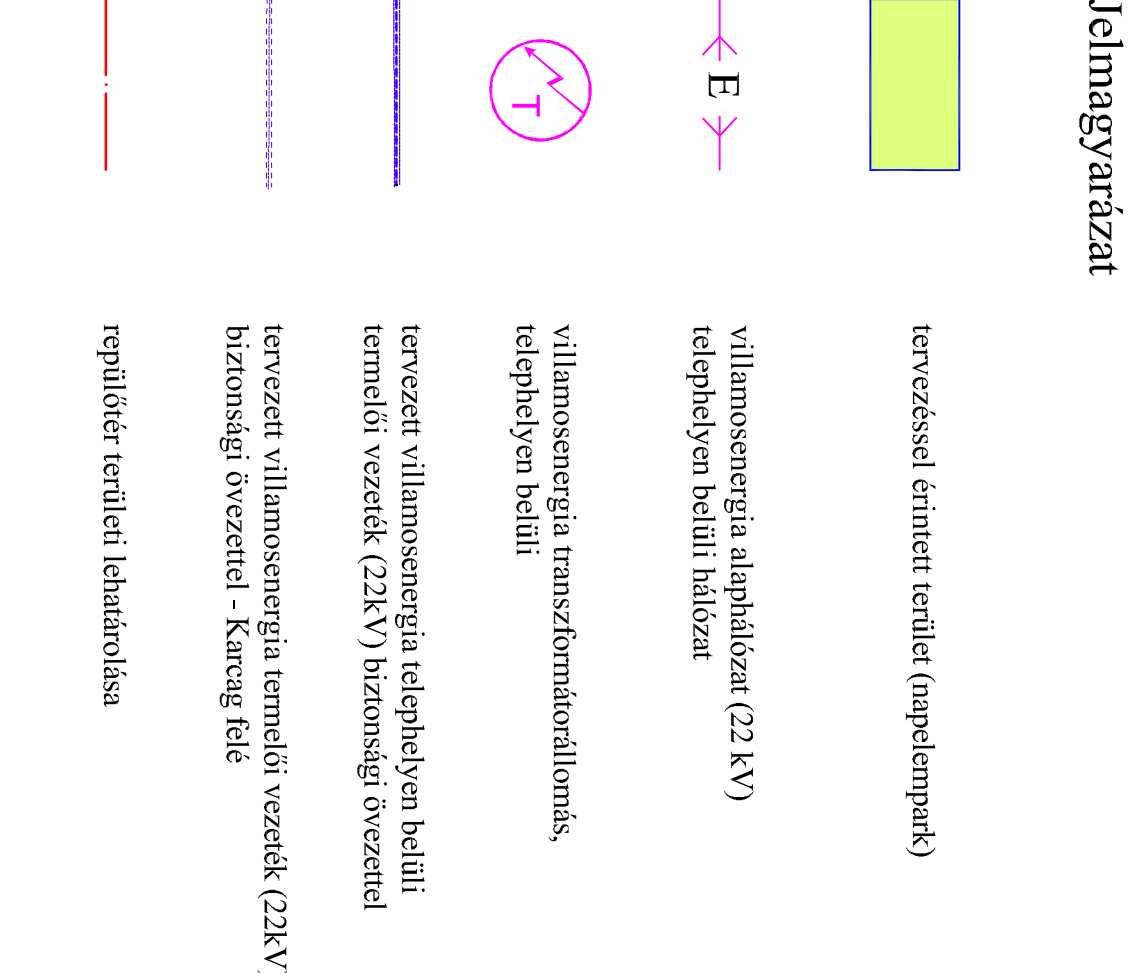 Jelmagyarázat
tervezéssel érintett terület (napelempark)
E
villamosenergia alaphálózat (22 kV)
telephelyen belüli hálózat
T
villamosenergia transzformátorállomás,
telephelyen belüli
tervezett villamosenergia telephelyen belüli
termelői vezeték (22kV) biztonsági övezettel
tervezett villamosenergia termelői vezeték (22kV)
biztonsági övezettel - Karcag felé
repülőtér területi lehatárolása